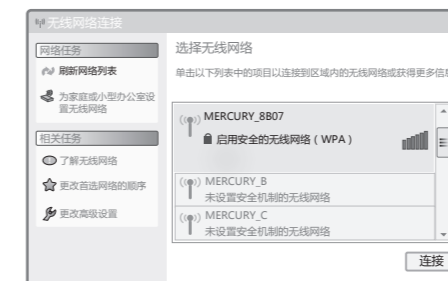 无线网络连接
网络任务
刷新网络列表
为家庭或小型办公室设
置无线网络
相关任务
了解无线网络
更改首选网络的顺序
更改高级设置
选择无线网络
单击以下列表中的项目以连接到区域内的无线网络或获得更多信
MERCURY_8B07
启用安全的无线网络（WPA）
MERCURY_B
未设置安全机制的无线网络
MERCURY_C
未设置安全机制的无线网络
连接